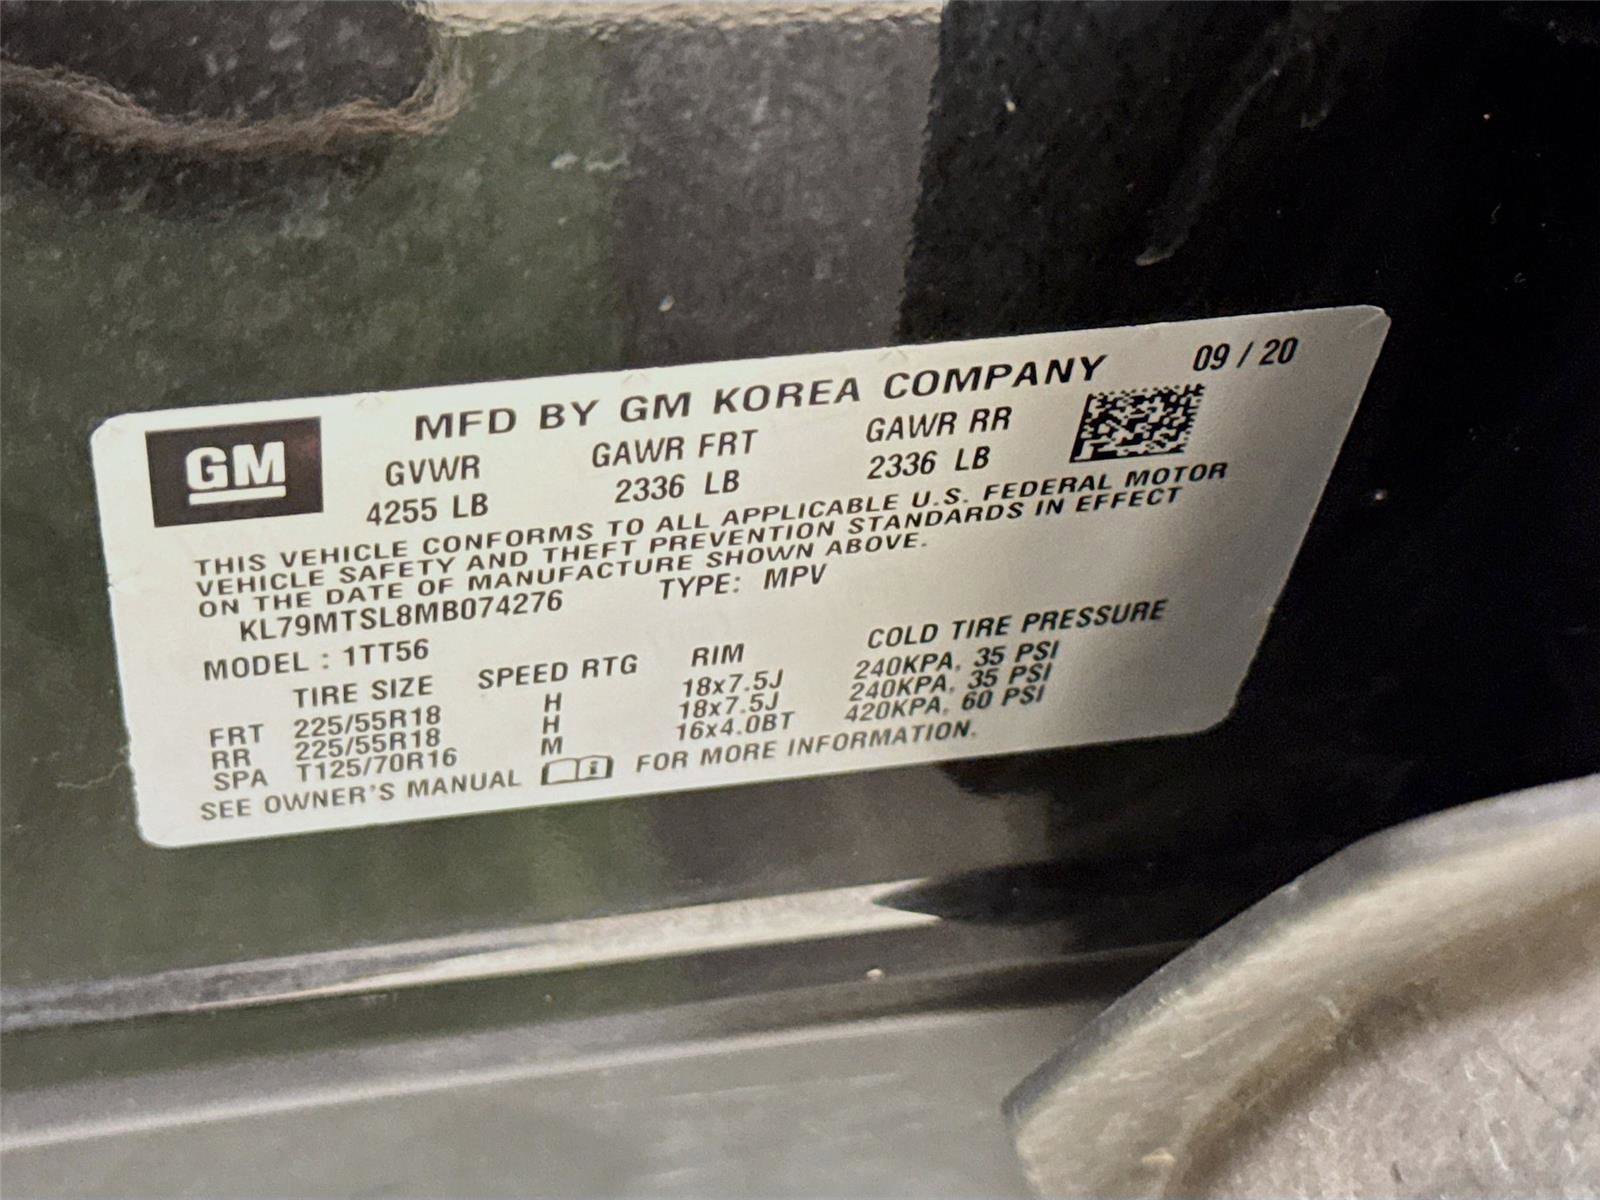 MFD BY GM KOREA COMPANY 09 / 20
GM
GVWR GAWR FRT GAWR RR
4255 LB 2336 LB 2336 LB
THIS VEHICLE CONFORMS TO ALL APPLICABLE U.S. FEDERAL MOTOR
VEHICLE SAFETY AND THEFT PREVENTION STANDARDS IN EFFECT
ON THE DATE OF MANUFACTURE SHOWN ABOVE.
KL79MTSL8MB074276 TYPE: MPV
MODEL : 1TT56
TIRE SIZE SPEED RTG RIM COLD TIRE PRESSURE
FRT 225/55R18 H 18x7.5J 240KPA, 35 PSI
RR 225/55R18 H 18x7.5J 240KPA, 35 PSI
SPA T125/70R16 M 16x4.0BT 420KPA, 60 PSI
SEE OWNER'S MANUAL FOR MORE INFORMATION.